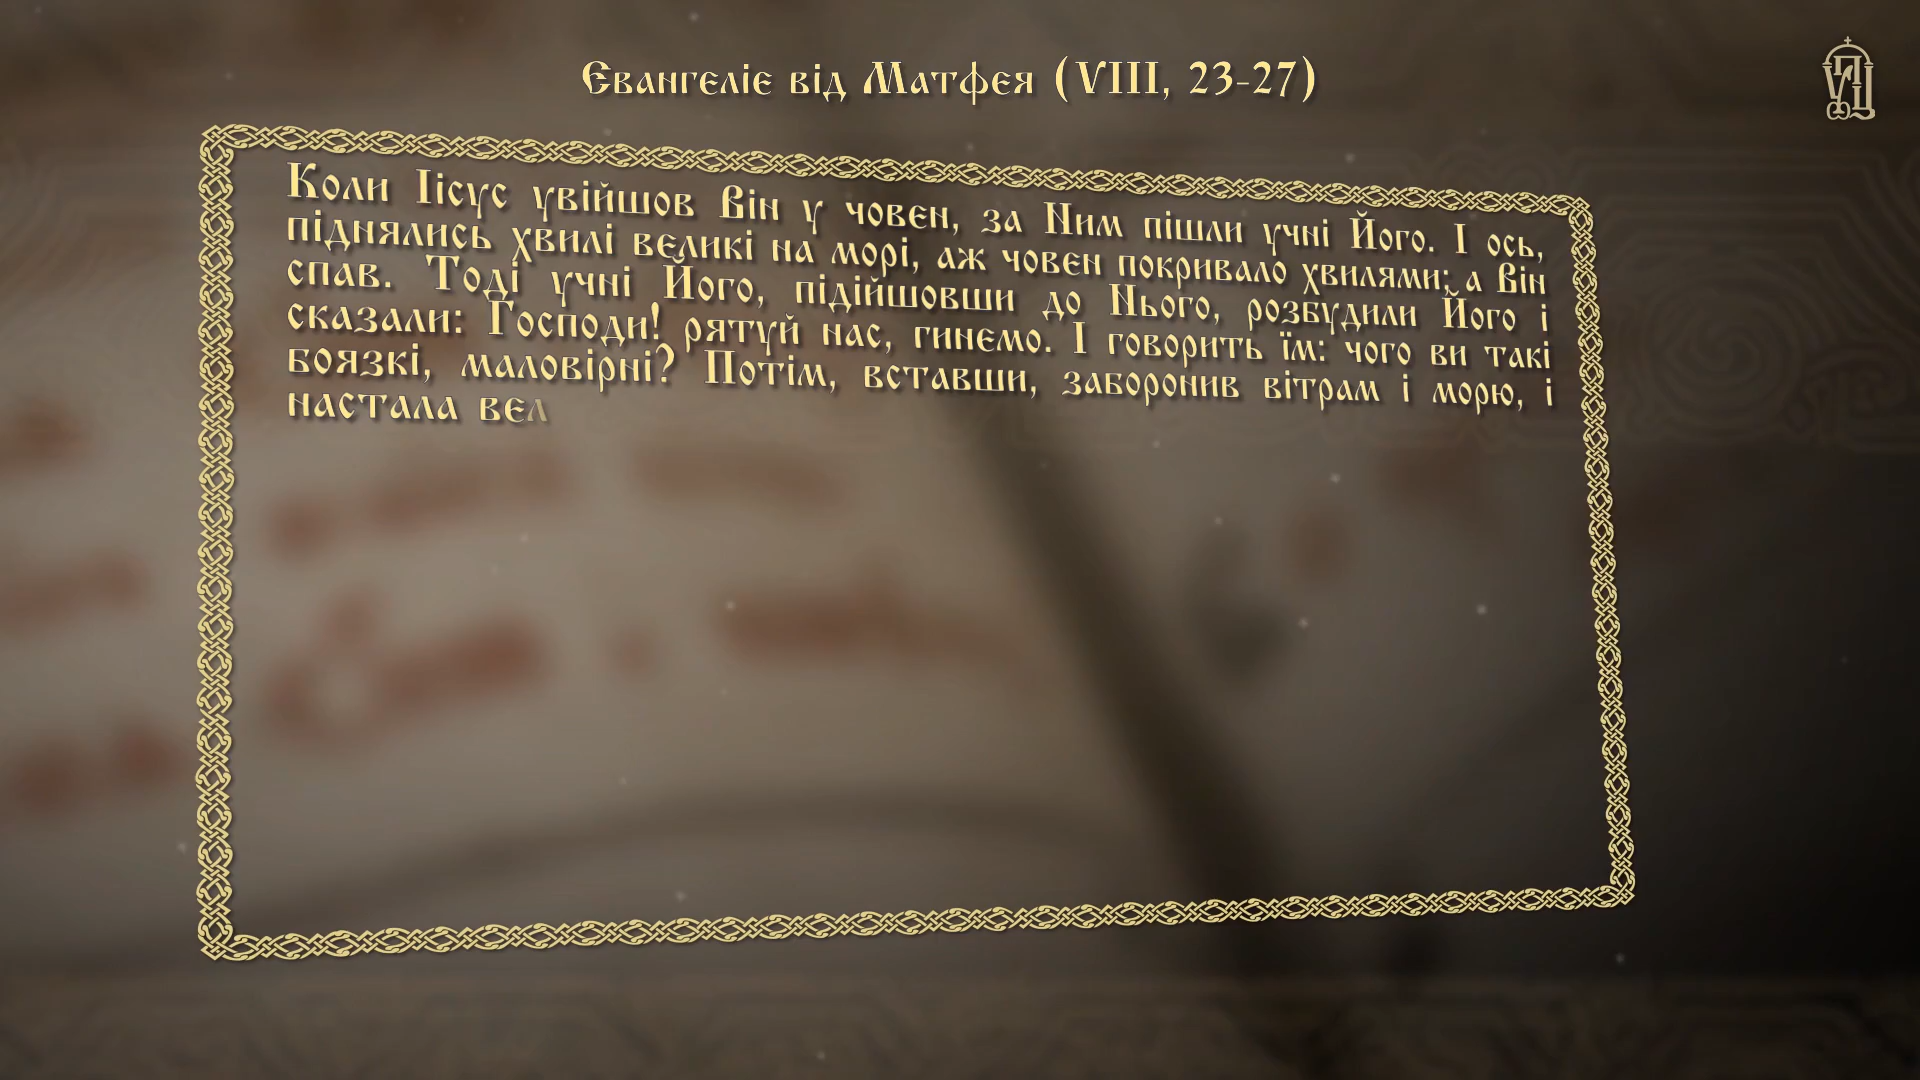 Євангеліє від Матфея (VIII, 23-27)
Коли Іісус увійшов Він у човен, за Ним пішли учні Його. І ось,
піднялись хвилі великі на морі, аж човен покривало хвилями; а Він
спав. Тоді учні Його, підійшовши до Нього, розбудили Його і
сказали: Господи! рятуй нас, гинемо. І говорить їм: чого ви такі
боязкі, маловірні? Потім, вставши, заборонив вітрам і морю, і
настала вел